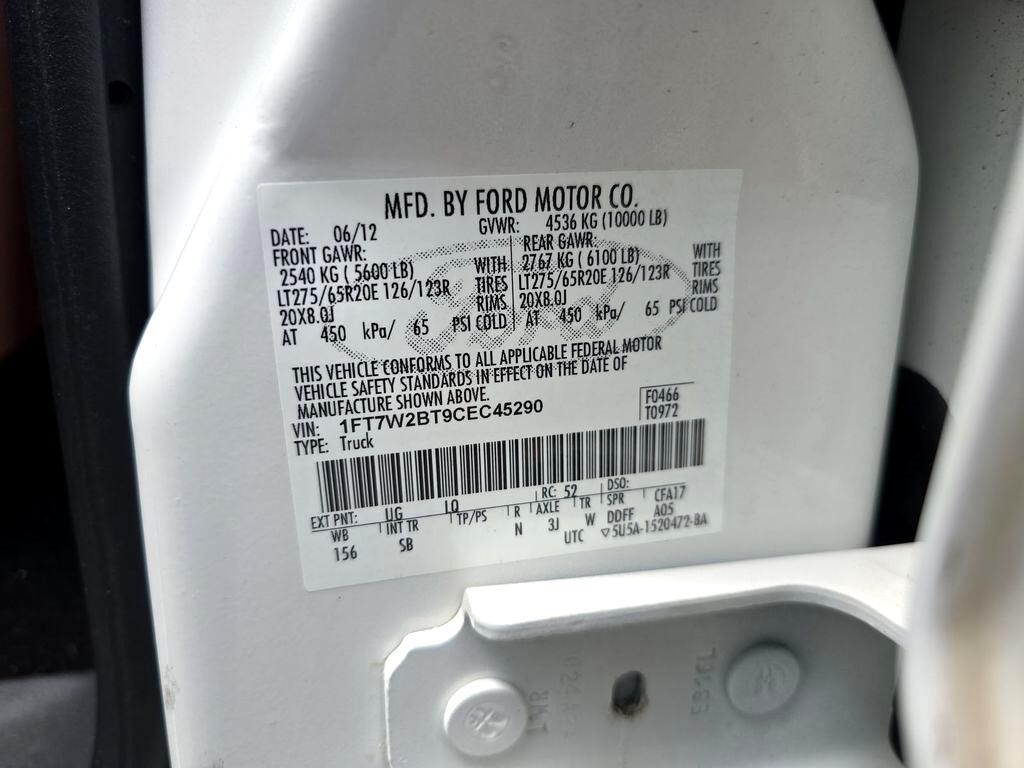 MFD. BY FORD MOTOR CO.
DATE: 06/12 GVWR: 4536 KG (10000 LB)
FRONT GAWR: REAR GAWR:
2540 KG ( 5600 LB) WITH 2767 KG ( 6100 LB) WITH
LT275/65R20E 126/123R TIRES LT275/65R20E 126/123R TIRES
20X8.0J RIMS 20X8.0J RIMS
AT 450 kPa/ 65 PSI COLD AT 450 kPa/ 65 PSI COLD
THIS VEHICLE CONFORMS TO ALL APPLICABLE FEDERAL MOTOR
VEHICLE SAFETY STANDARDS IN EFFECT ON THE DATE OF
MANUFACTURE SHOWN ABOVE.
VIN: 1FT7W2BT9CEC45290 F0466
TYPE: Truck T0972
EXT PNT: UG LQ RC: 52 DSO:
WB INT TR TP/PS R AXLE TR SPR CFA17
156 SB N 3J W DDFF A05
UTC ▽5U5A-1520472-BA